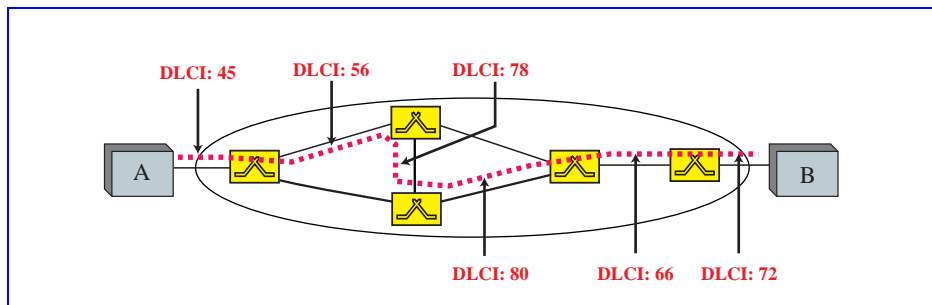 DLCI: 45
DLCI: 56
DLCI: 78
A
B
DLCI: 80
DLCI: 66
DLCI: 72